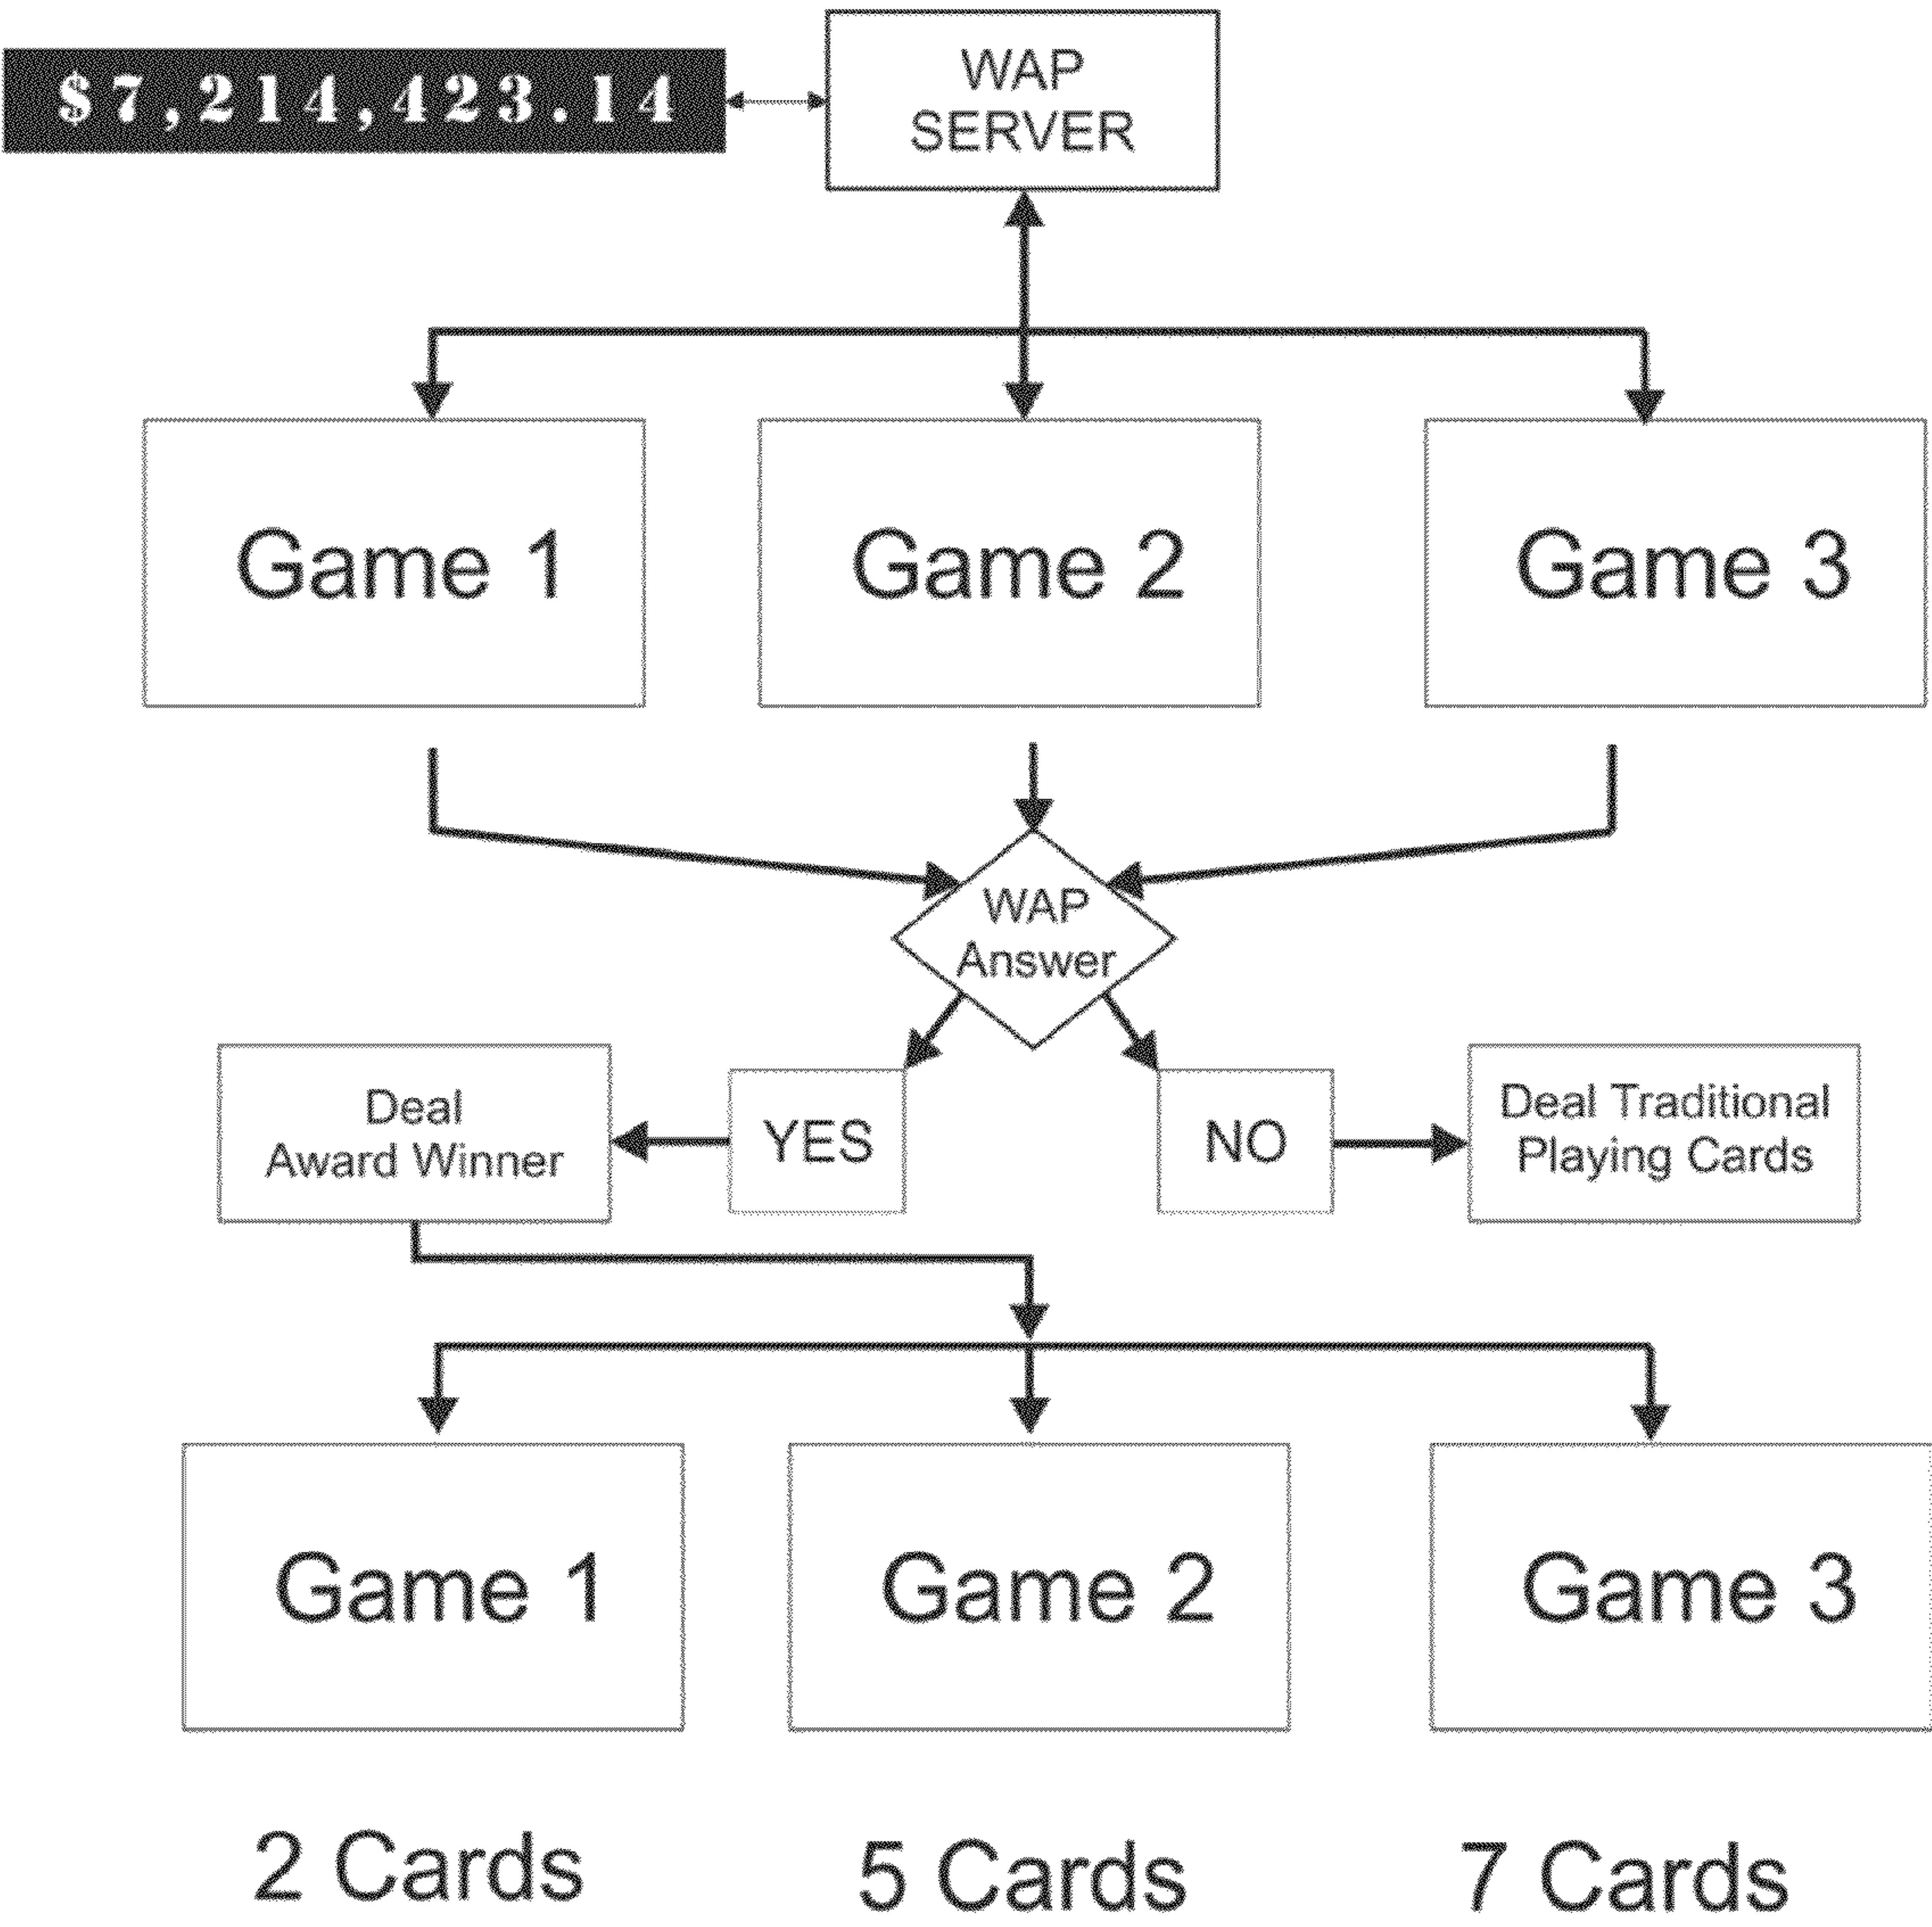 $7,214,423.14
WAP
SERVER
Game 1
Game 2
Game 3
WAP
Answer
Deal
Award Winner
YES
NO
Deal Traditional
Playing Cards
Game 1
Game 2
Game 3
2 Cards
5 Cards
7 Cards